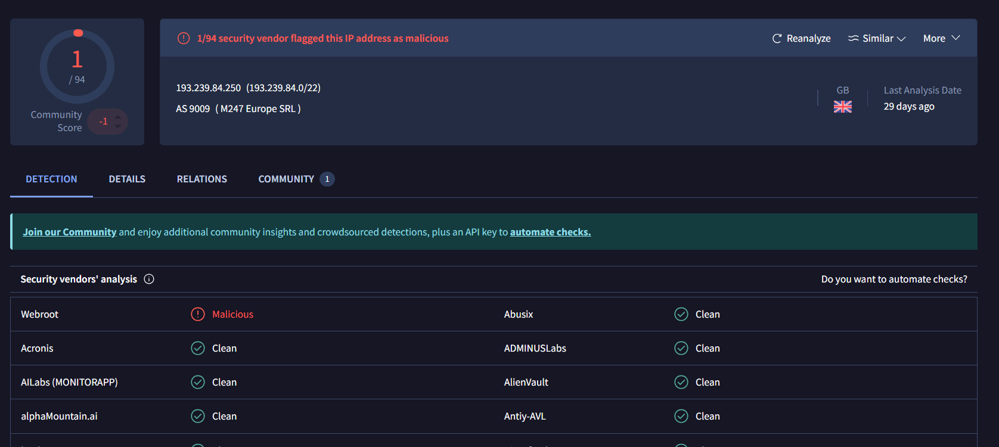 1
/ 94
Community Score
-1
1/94 security vendor flagged this IP address as malicious
Reanalyze
Similar
More
193.239.84.250 (193.239.84.0/22)
AS 9009 ( M247 Europe SRL )
GB
Last Analysis Date
29 days ago
DETECTION
DETAILS
RELATIONS
COMMUNITY 1
Join our Community and enjoy additional community insights and crowdsourced detections, plus an API key to automate checks.
Security vendors' analysis
Do you want to automate checks?
Webroot Malicious Abusix Clean
Acronis Clean ADMINUSLabs Clean
AILabs (MONITORAPP) Clean AlienVault Clean
alphaMountain.ai Clean Antiy-AVL Clean